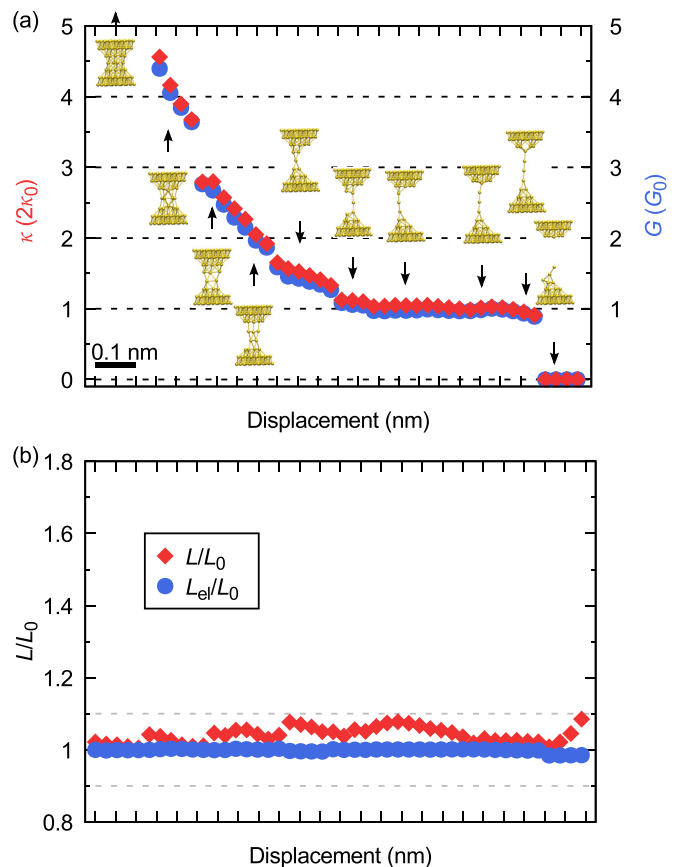 (a)
5
4
3
2
1
0
κ (2κ0)
5
4
3
2
1
0
G (G0)
0.1 nm
Displacement (nm)
(b)
1.8
1.6
1.4
1.2
1
0.8
L/L0
L/L0
Lel/L0
Displacement (nm)